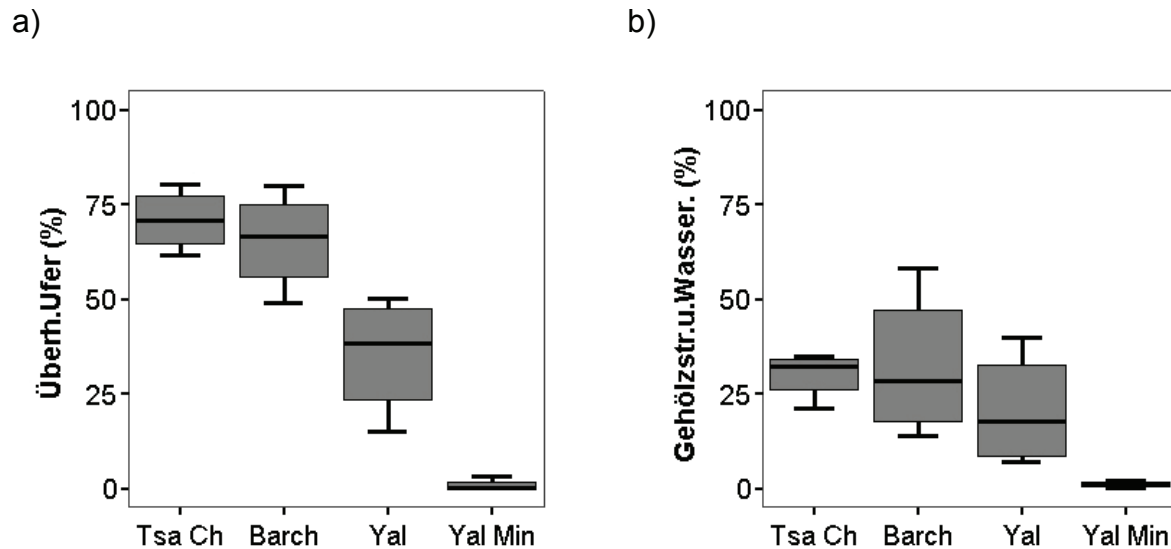 a)
Überh.Ufer (%)
100
75
50
25
0
Tsa Ch Barch Yal Yal Min
b)
Gehölzstr.u.Wasser. (%)
100
75
50
25
0
Tsa Ch Barch Yal Yal Min